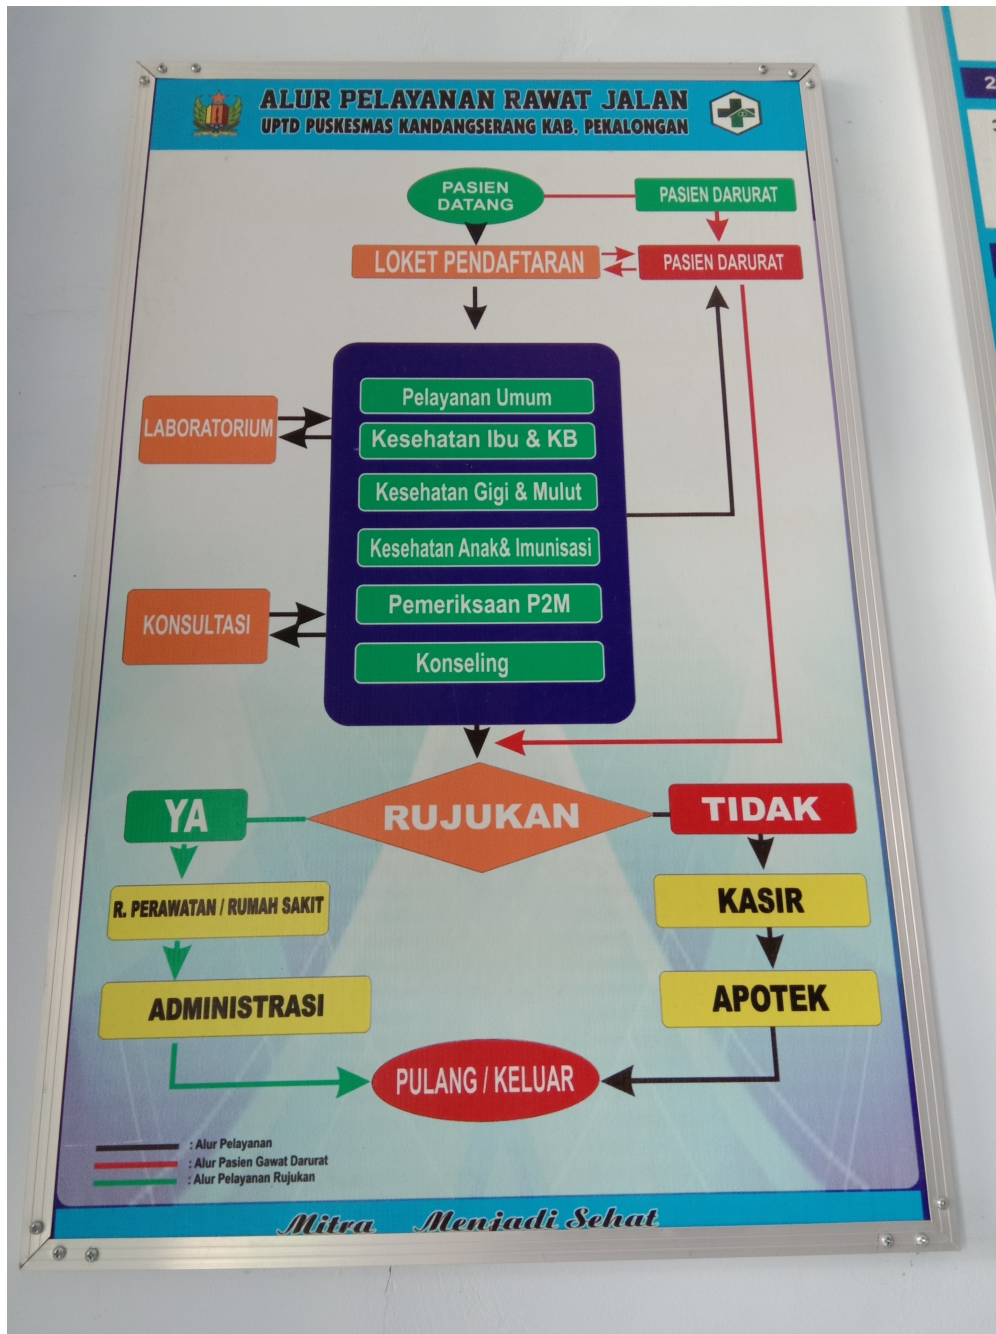 ALUR PELAYANAN RAWAT JALAN
UPTD PUSKESMAS KANDANGSERANG KAB. PEKALONGAN
PASIEN
DATANG
PASIEN DARURAT
LOKET PENDAFTARAN
PASIEN DARURAT
Pelayanan Umum
LABORATORIUM
Kesehatan Ibu & KB
Kesehatan Gigi & Mulut
Kesehatan Anak& Imunisasi
Pemeriksaan P2M
KONSULTASI
Konseling
RUJUKAN
YA
TIDAK
R. PERAWATAN / RUMAH SAKIT
KASIR
ADMINISTRASI
APOTEK
PULANG / KELUAR
: Alur Pelayanan
: Alur Pasien Gawat Darurat
: Alur Pelayanan Rujukan
Mitra Menjadi Sehat
2